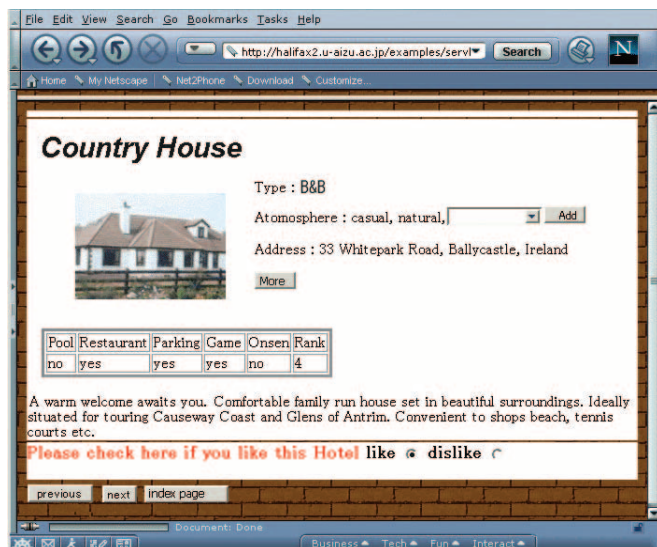 File Edit View Search Go Bookmarks Tasks Help
http://halifax2.u-aizu.ac.jp/examples/servl Search N
Home My Netscape Net2Phone Download Customize...
Country House
Type : B&B
Atomosphere : casual, natural, Add
Address : 33 Whitepark Road, Ballycastle, Ireland
More
Pool Restaurant Parking Game Onsen Rank
no yes yes yes no 4
A warm welcome awaits you. Comfortable family run house set in beautiful surroundings. Ideally
situated for touring Causeway Coast and Glens of Antrim. Convenient to shops beach, tennis
courts etc.
Please check here if you like this Hotel like dislike
previous next index page
Document: Done
Business Tech Fun Interact